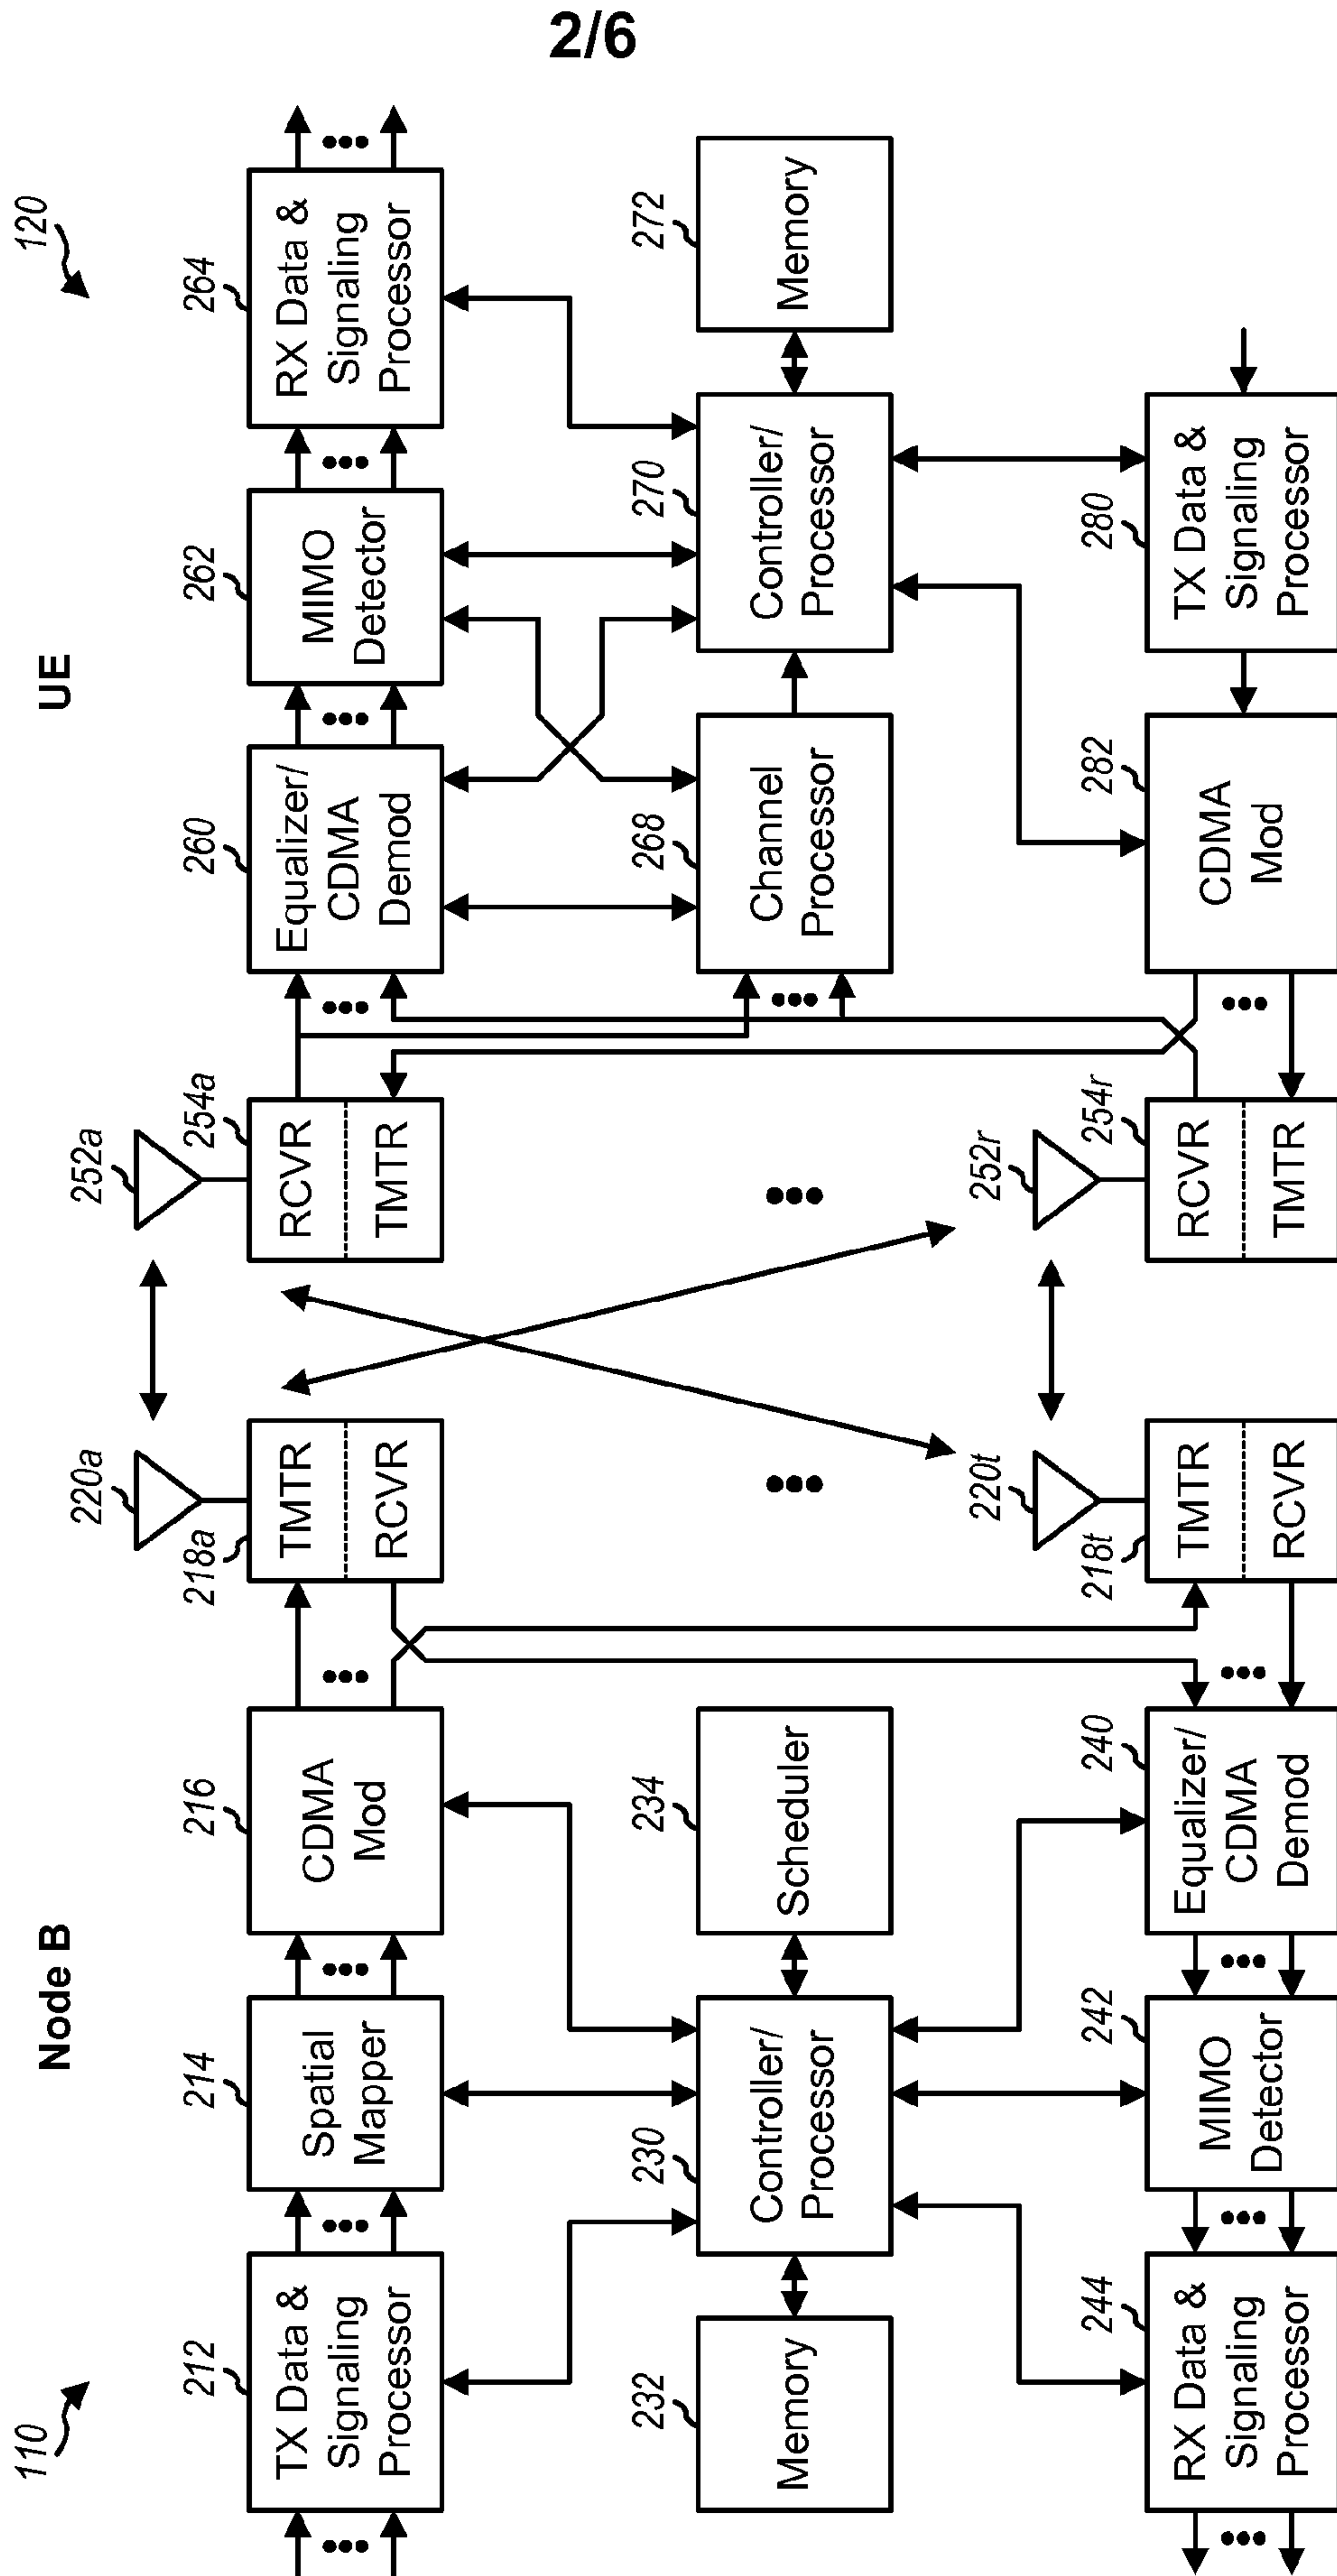 2/6
Node B
UE
110
120
212
TX Data &
Signaling
Processor
214
Spatial
Mapper
216
CDMA
Mod
220a
218a
TMTR
RCVR
252a
254a
RCVR
TMTR
260
Equalizer/
CDMA
Demod
262
MIMO
Detector
264
RX Data &
Signaling
Processor
232
Memory
230
Controller/
Processor
234
Scheduler
268
Channel
Processor
270
Controller/
Processor
272
Memory
244
RX Data &
Signaling
Processor
242
MIMO
Detector
240
Equalizer/
CDMA
Demod
220t
218t
TMTR
RCVR
252r
254r
RCVR
TMTR
282
CDMA
Mod
280
TX Data &
Signaling
Processor